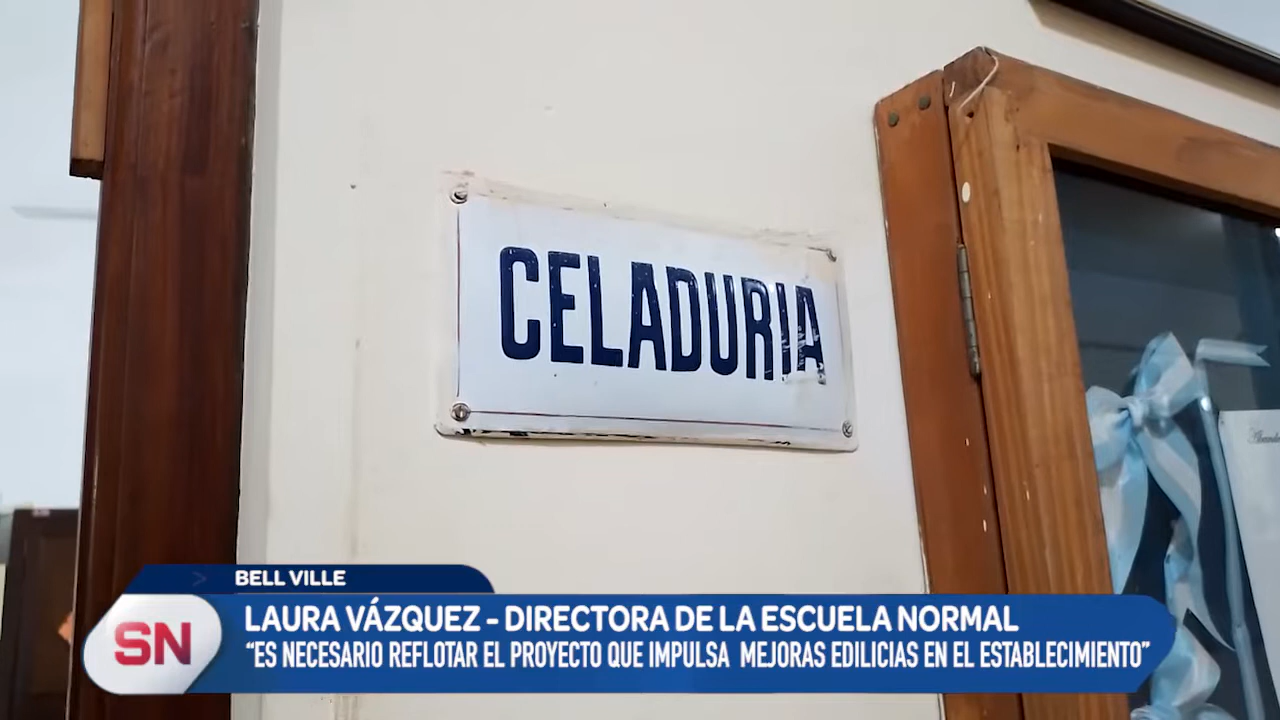 CELADURIA
BELL VILLE
SN
LAURA VÁZQUEZ - DIRECTORA DE LA ESCUELA NORMAL
“ES NECESARIO REFLOTAR EL PROYECTO QUE IMPULSA MEJORAS EDILICIAS EN EL ESTABLECIMIENTO”